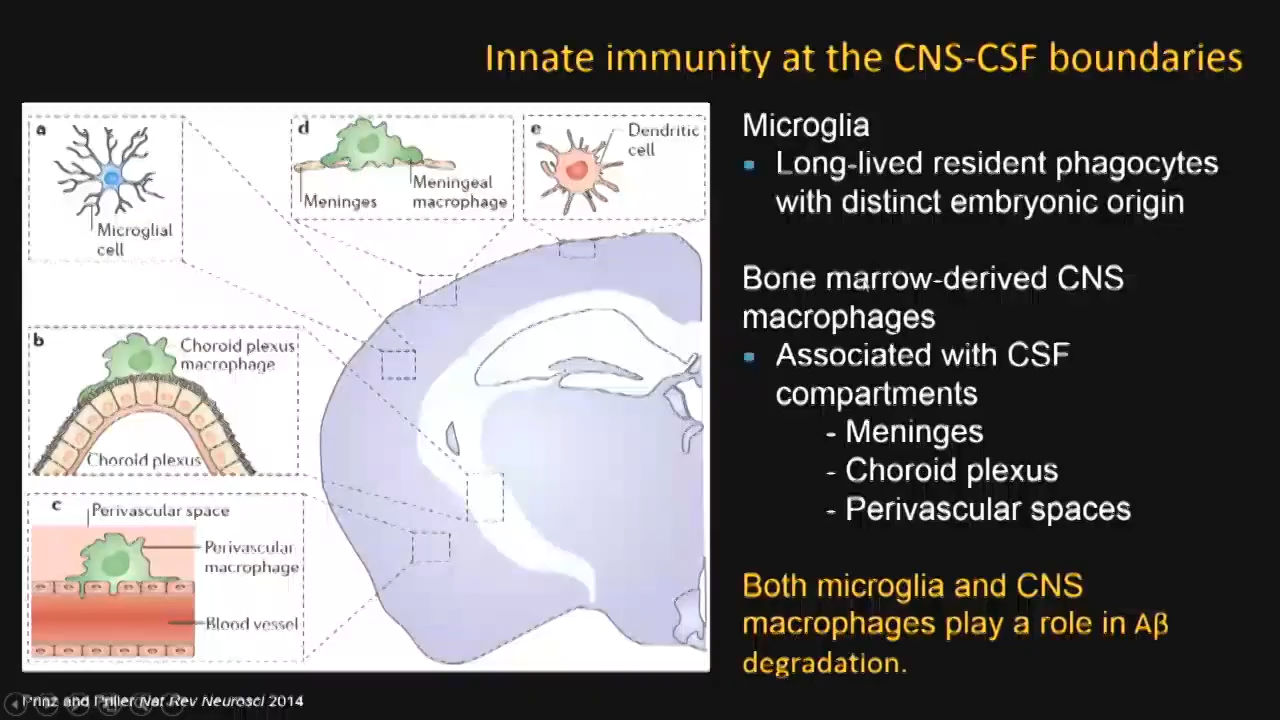 Innate immunity at the CNS-CSF boundaries
a
Microglial
cell
d
Meninges
Meningeal
macrophage
e
Dendritic
cell
b
Choroid plexus
macrophage
Choroid plexus
c
Perivascular space
Perivascular
macrophage
Blood vessel
Microglia
▪ Long-lived resident phagocytes
with distinct embryonic origin
Bone marrow-derived CNS
macrophages
▪ Associated with CSF
compartments
- Meninges
- Choroid plexus
- Perivascular spaces
Both microglia and CNS
macrophages play a role in Aβ
degradation.
Prinz and Priller Nat Rev Neurosci 2014